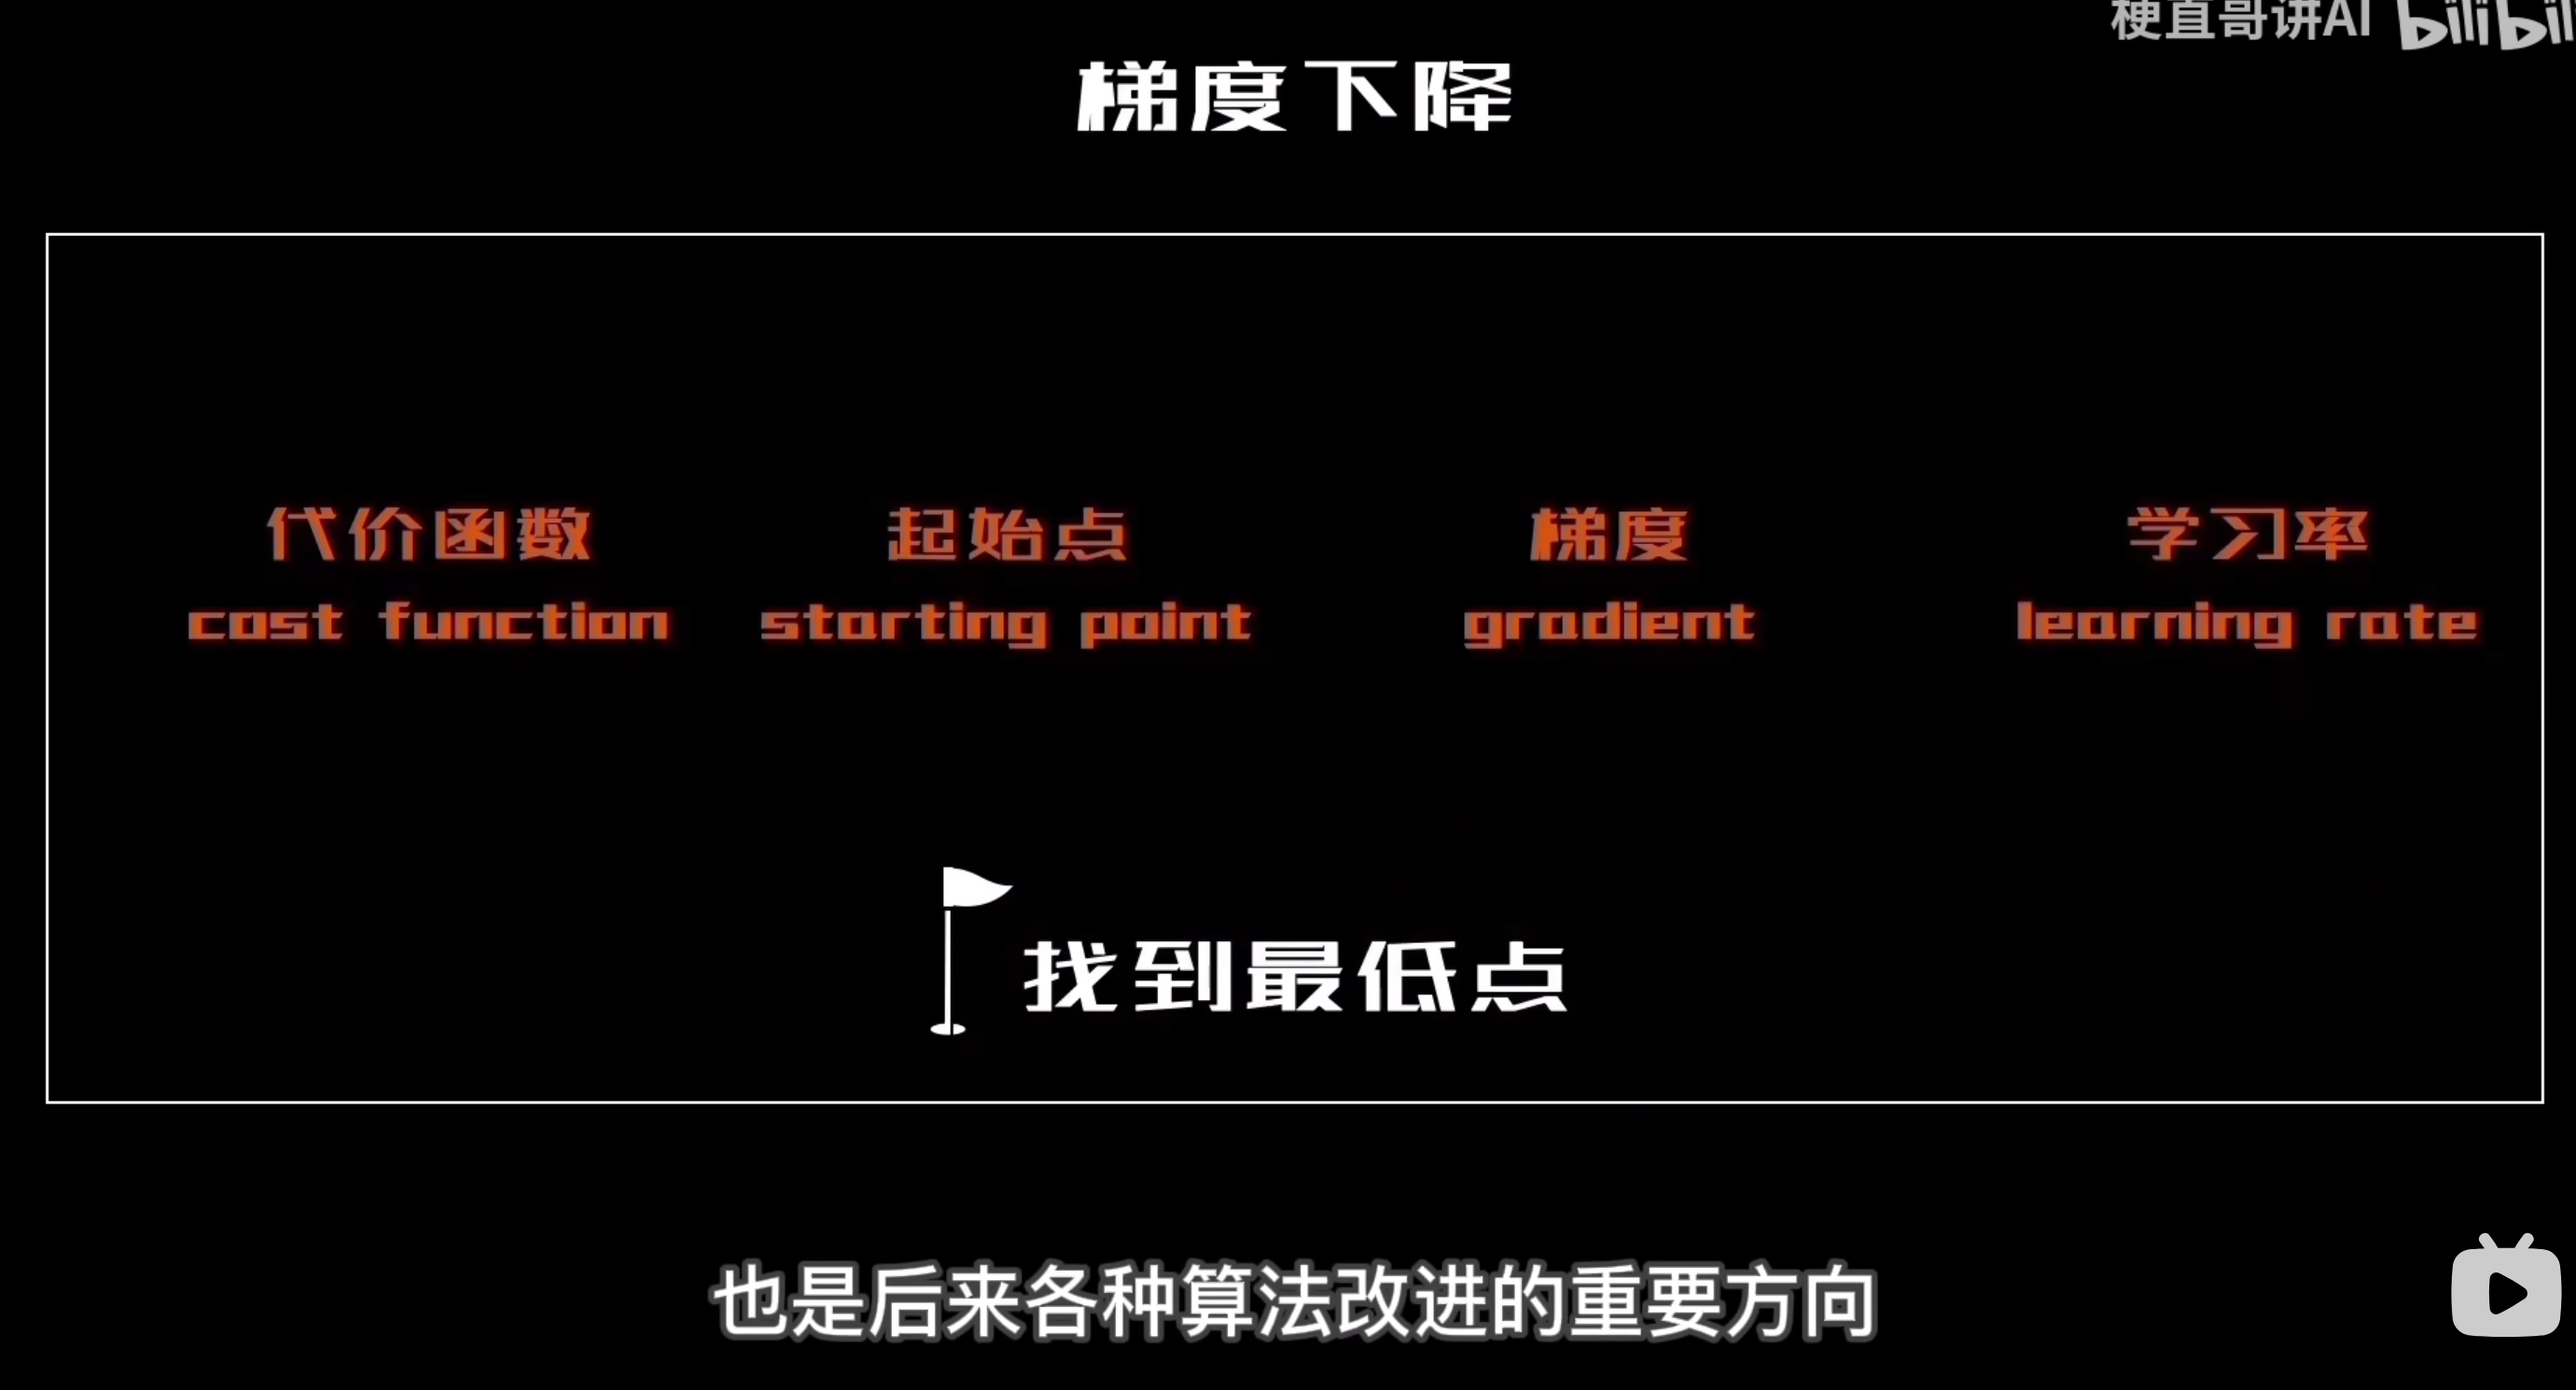 梗直哥讲AI
梯度下降
代价函数 起始点 梯度 学习率
cost function starting point gradient learning rate
找到最低点
也是后来各种算法改进的重要方向